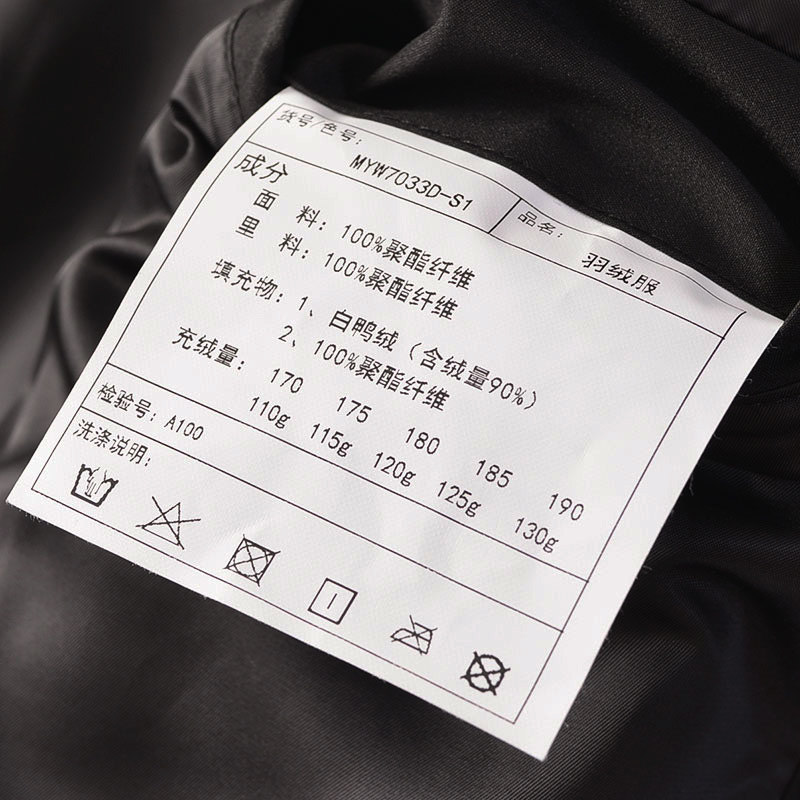 货号/色号:
MYW7033D-S1
品名:
羽绒服
成分
面 料: 100%聚酯纤维
里 料: 100%聚酯纤维
填充物: 1、白鸭绒(含绒量90%)
2、100%聚酯纤维
充绒量: 170 175 180 185 190
110g 115g 120g 125g 130g
检验号: A100
洗涤说明: